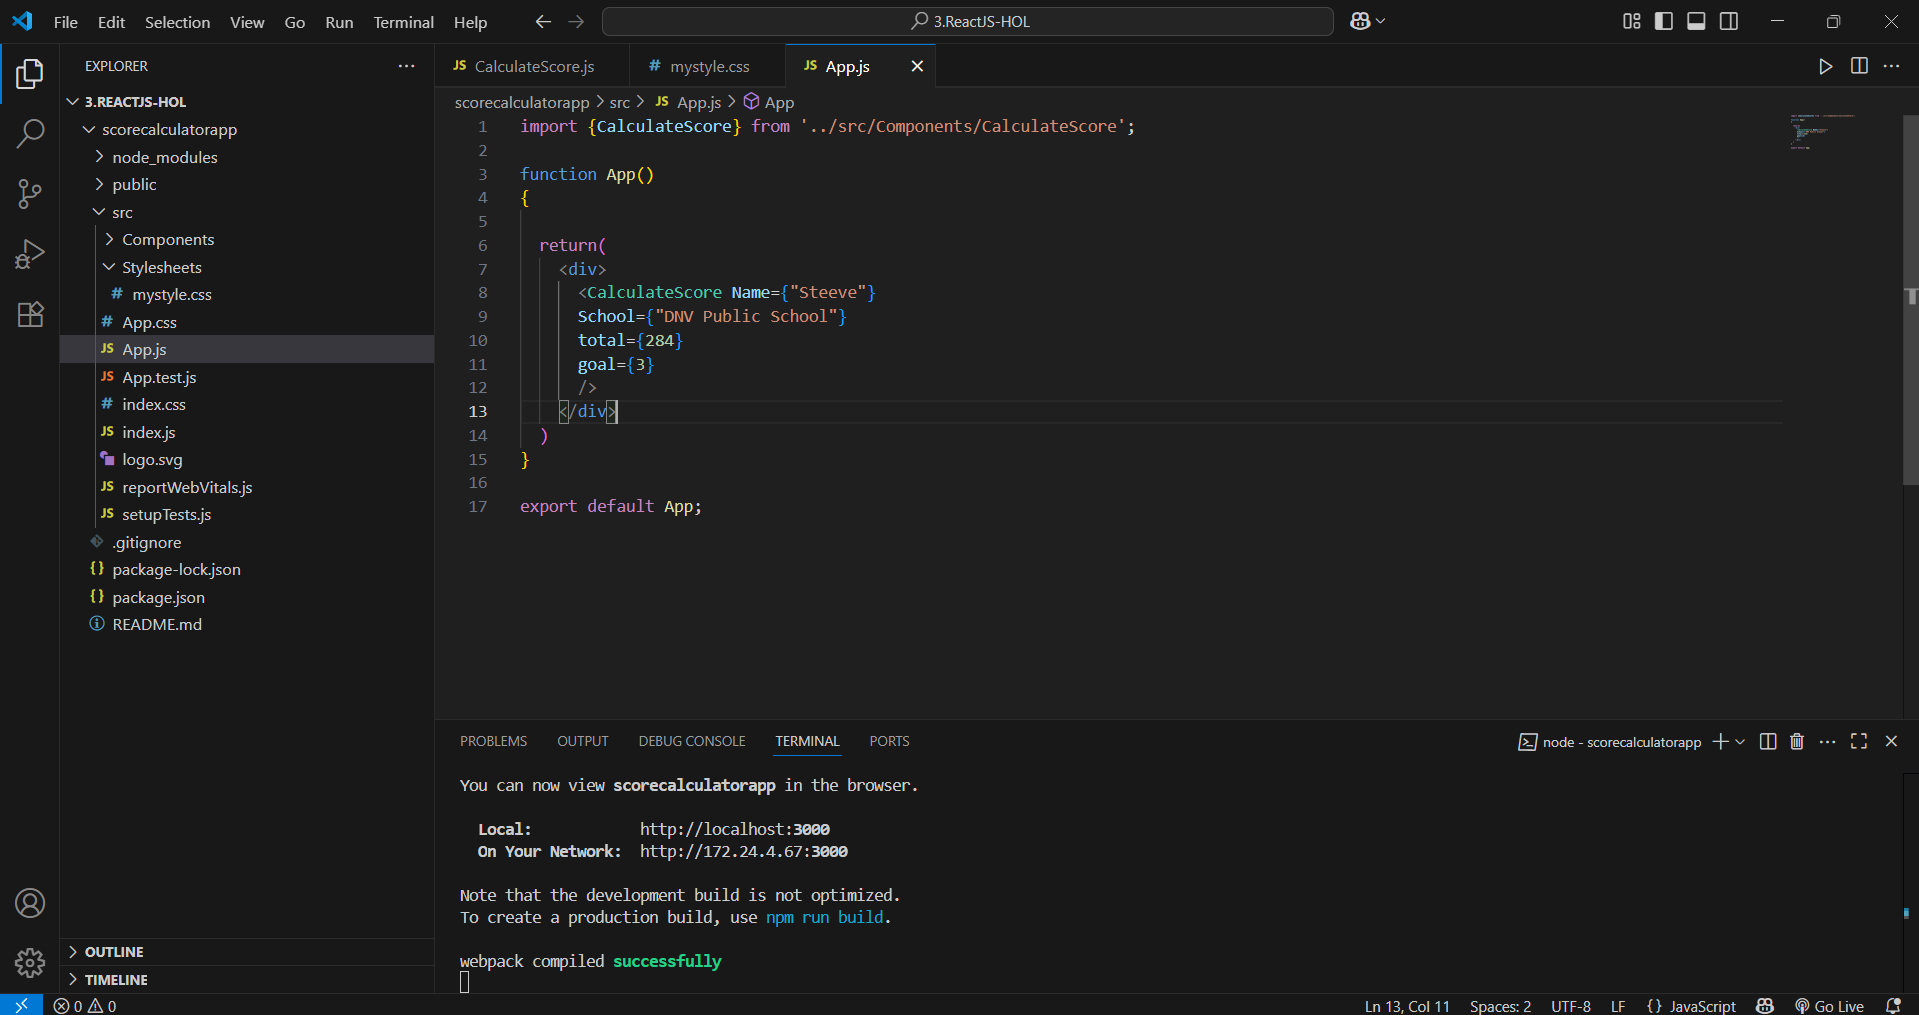 File Edit Selection View Go Run Terminal Help
3.ReactJS-HOL
EXPLORER
3.REACTJS-HOL
scorecalculatorapp
node_modules
public
src
Components
Stylesheets
# mystyle.css
# App.css
JS App.js
JS App.test.js
# index.css
JS index.js
logo.svg
JS reportWebVitals.js
JS setupTests.js
.gitignore
{} package-lock.json
{} package.json
README.md
OUTLINE
TIMELINE
JS CalculateScore.js
# mystyle.css
JS App.js
scorecalculatorapp > src > JS App.js > App
1 import {CalculateScore} from '../src/Components/CalculateScore';
2
3 function App()
4 {
5
6 return(
7 <div>
8 <CalculateScore Name={"Steeve"}
9 School={"DNV Public School"}
10 total={284}
11 goal={3}
12 />
13 </div>
14 )
15 }
16
17 export default App;
PROBLEMS OUTPUT DEBUG CONSOLE TERMINAL PORTS
node - scorecalculatorapp
You can now view scorecalculatorapp in the browser.
Local: http://localhost:3000
On Your Network: http://172.24.4.67:3000
Note that the development build is not optimized.
To create a production build, use npm run build.
webpack compiled successfully
0 0
Ln 13, Col 11 Spaces: 2 UTF-8 LF {} JavaScript Go Live